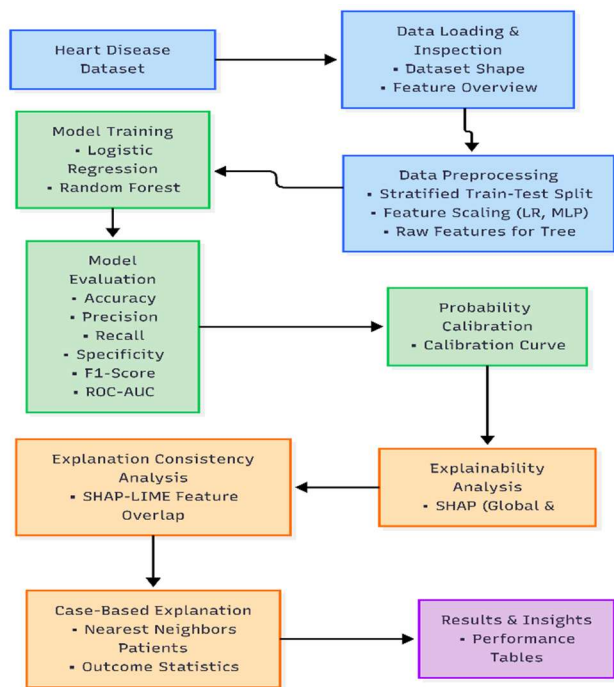 Heart Disease
Dataset
Data Loading &
Inspection
▪ Dataset Shape
▪ Feature Overview
Data Preprocessing
▪ Stratified Train-Test Split
▪ Feature Scaling (LR, MLP)
▪ Raw Features for Tree
Model Training
▪ Logistic
Regression
▪ Random Forest
Model
Evaluation
▪ Accuracy
▪ Precision
▪ Recall
▪ Specificity
▪ F1-Score
▪ ROC-AUC
Probability
Calibration
▪ Calibration Curve
Explainability
Analysis
▪ SHAP (Global &
Explanation Consistency
Analysis
▪ SHAP-LIME Feature
Overlap
Case-Based Explanation
▪ Nearest Neighbors
Patients
▪ Outcome Statistics
Results & Insights
▪ Performance
Tables